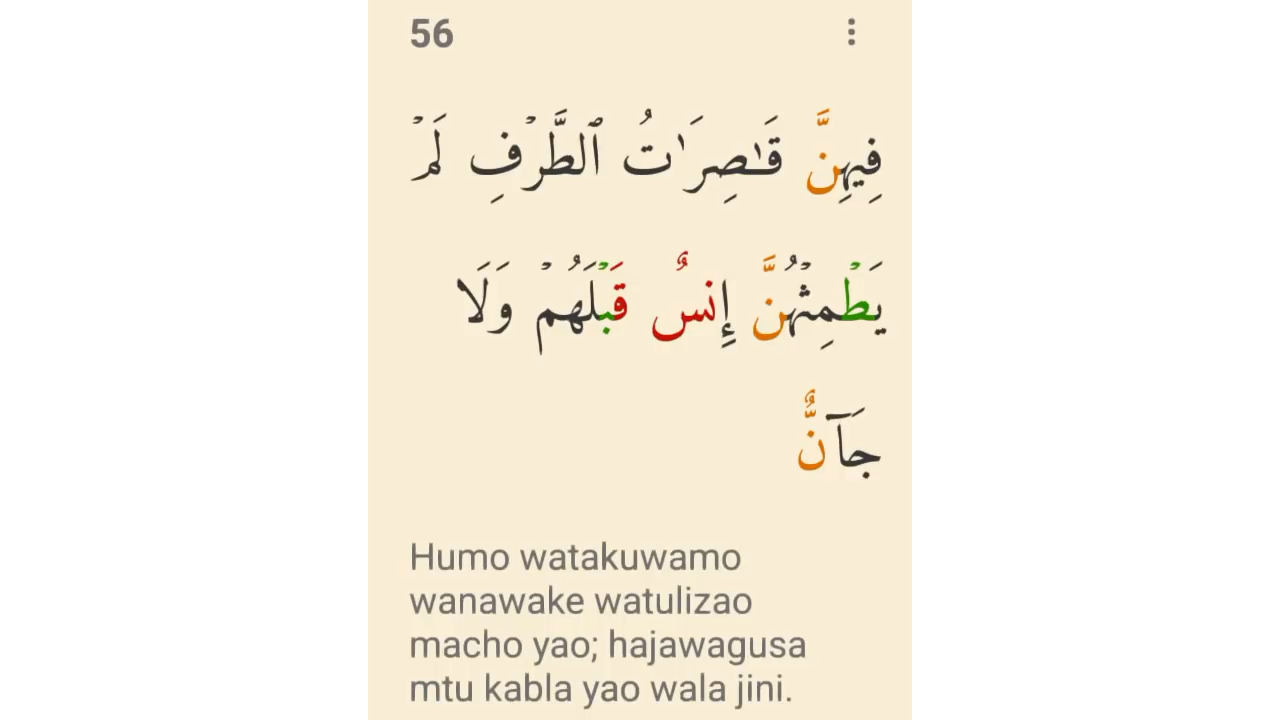 56
فِيهِنَّ قَـٰصِرَٰتُ ٱلطَّرۡفِ لَمۡ
يَطۡمِثۡهُنَّ إِنسٌ قَبۡلَهُمۡ وَلَا
جَآنٌّ
Humo watakuwamo
wanawake watulizao
macho yao; hajawagusa
mtu kabla yao wala jini.